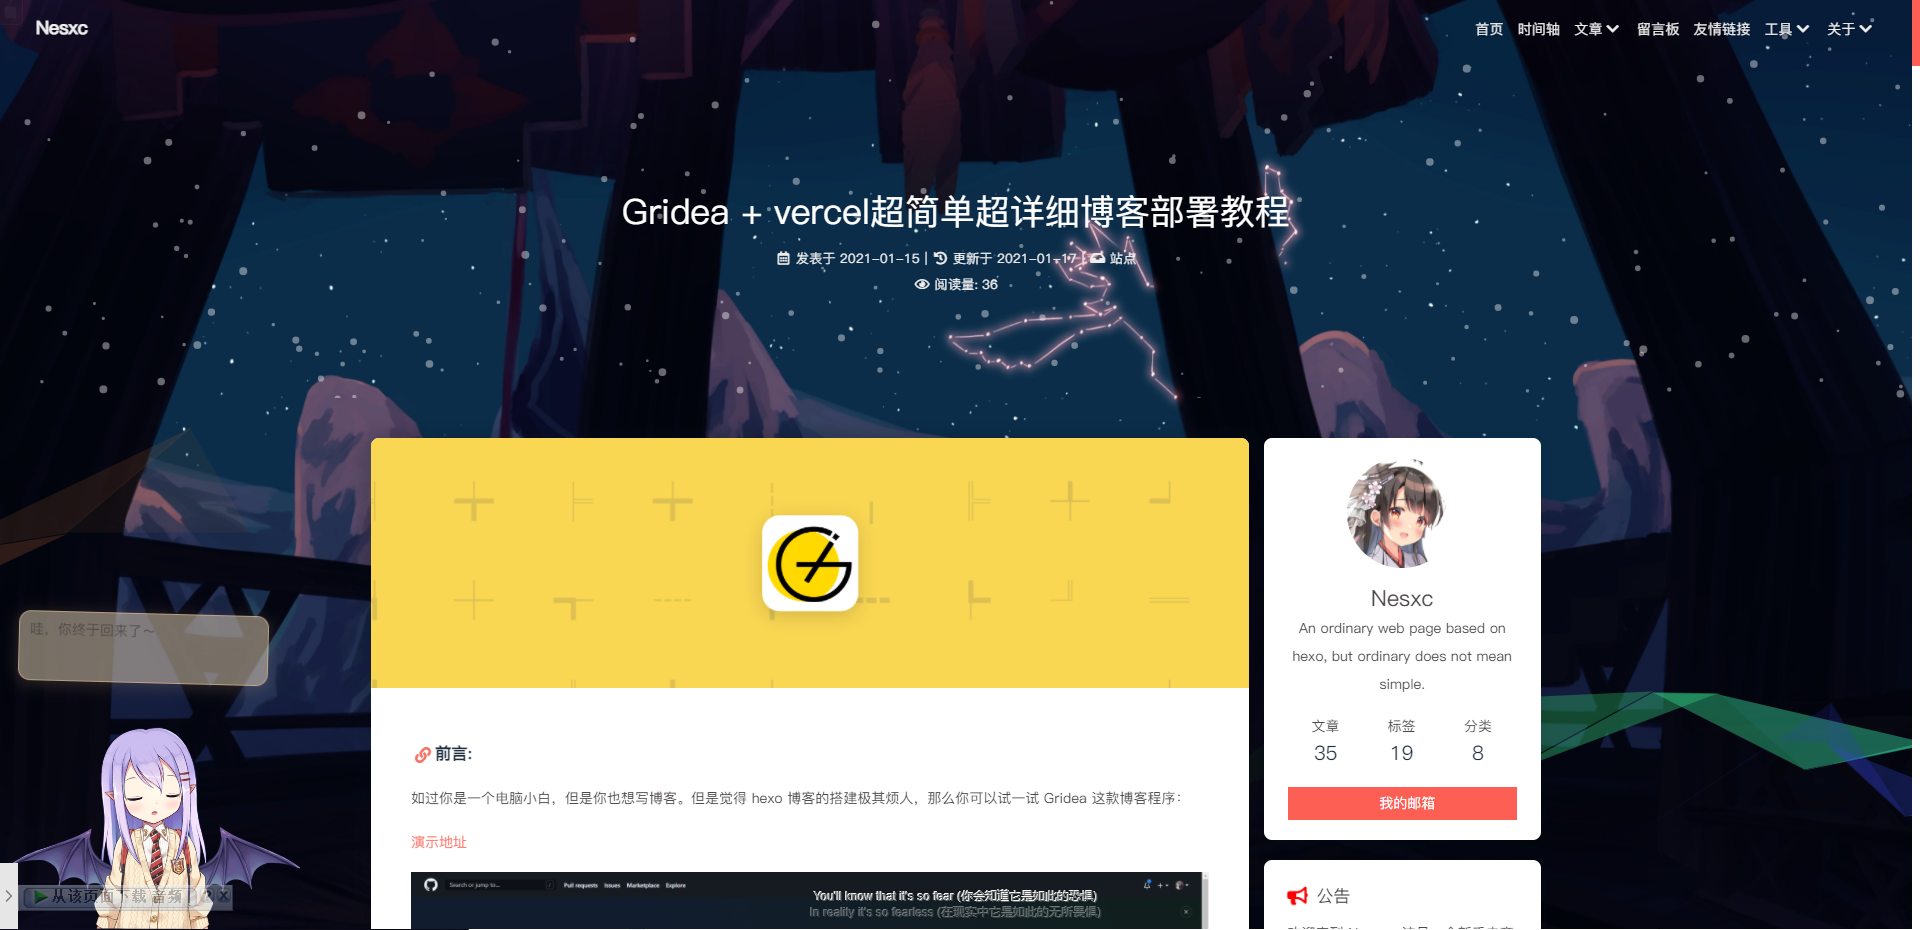 Nesxc
首页 时间轴 文章 留言板 友情链接 工具 关于
Gridea + vercel超简单超详细博客部署教程
发表于 2021-01-15 | 更新于 2021-01-17 | 站点
阅读量: 36
哇，你终于回来了～
Nesxc
An ordinary web page based on
hexo, but ordinary does not mean
simple.
文章 标签 分类
35 19 8
我的邮箱
前言:
如过你是一个电脑小白，但是你也想写博客。但是觉得 hexo 博客的搭建极其烦人，那么你可以试一试 Gridea 这款博客程序：
演示地址
Search or jump to... Pull requests Issues Marketplace Explore
You'll know that it's so fear (你会知道它是如此的恐惧)
In reality it's so fearless (在现实中它是如此的无所畏惧)
从该页面下载 音频
公告